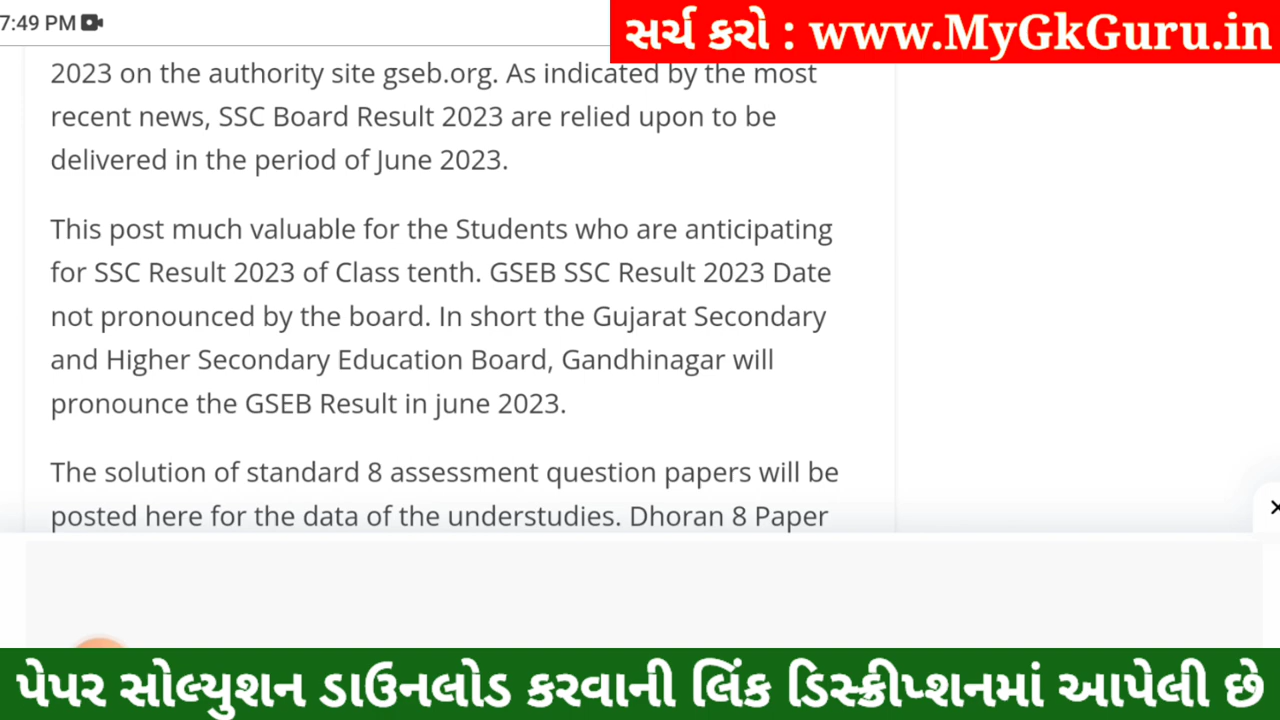 7:49 PM
સર્ચ કરો : www.MyGkGuru.in
2023 on the authority site gseb.org. As indicated by the most
recent news, SSC Board Result 2023 are relied upon to be
delivered in the period of June 2023.
This post much valuable for the Students who are anticipating
for SSC Result 2023 of Class tenth. GSEB SSC Result 2023 Date
not pronounced by the board. In short the Gujarat Secondary
and Higher Secondary Education Board, Gandhinagar will
pronounce the GSEB Result in june 2023.
The solution of standard 8 assessment question papers will be
posted here for the data of the understudies. Dhoran 8 Paper
પેપર સોલ્યુશન ડાઉનલોડ કરવાની લિંક ડિસ્ક્રીપ્શનમાં આપેલી છે